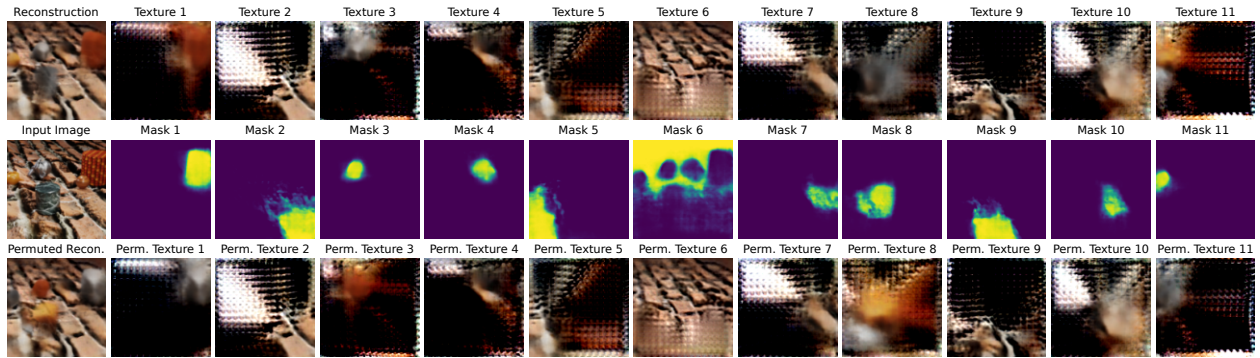 Reconstruction Texture 1 Texture 2 Texture 3 Texture 4 Texture 5 Texture 6 Texture 7 Texture 8 Texture 9 Texture 10 Texture 11
Input Image Mask 1 Mask 2 Mask 3 Mask 4 Mask 5 Mask 6 Mask 7 Mask 8 Mask 9 Mask 10 Mask 11
Permuted Recon. Perm. Texture 1 Perm. Texture 2 Perm. Texture 3 Perm. Texture 4 Perm. Texture 5 Perm. Texture 6 Perm. Texture 7 Perm. Texture 8 Perm. Texture 9 Perm. Texture 10 Perm. Texture 11